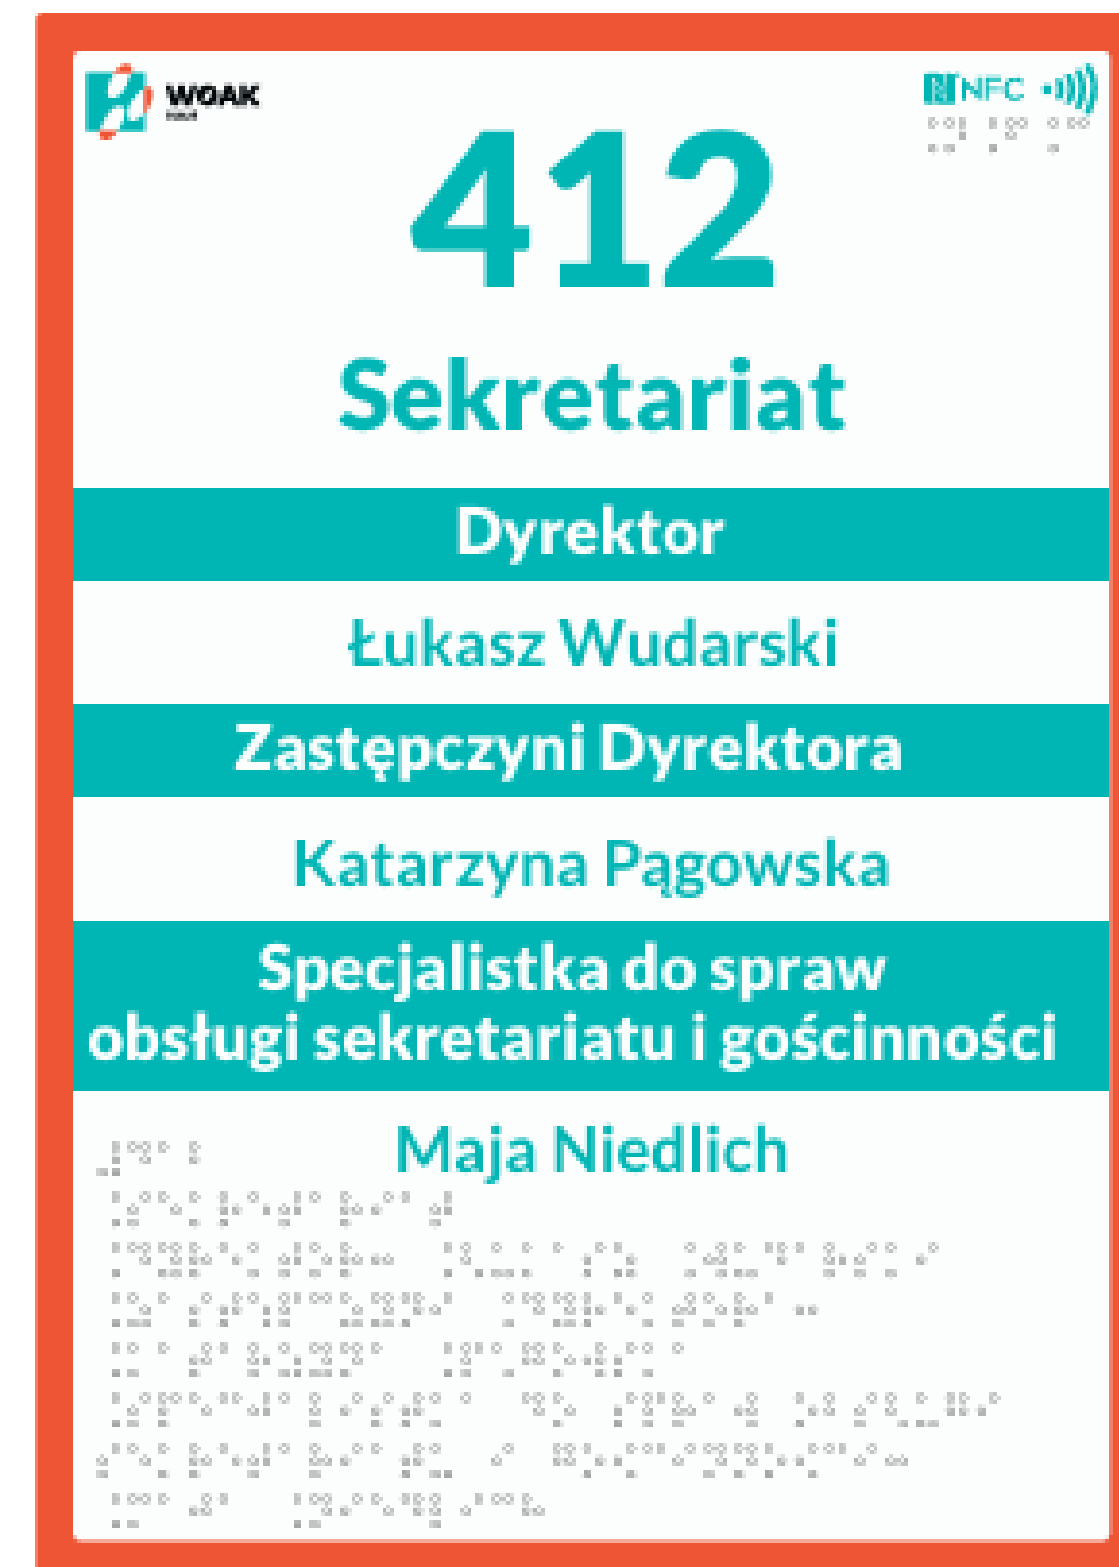 WOAK
NFC
412
Sekretariat
Dyrektor
Łukasz Wudarski
Zastępczyni Dyrektora
Katarzyna Pągowska
Specjalistka do spraw
obsługi sekretariatu i gościnności
Maja Niedlich